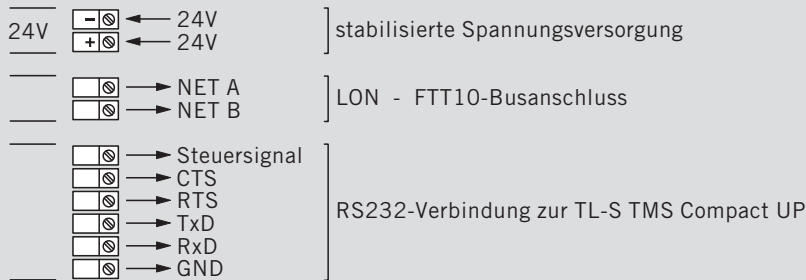 24V
- 24V
+ 24V
stabilisierte Spannungsversorgung
NET A
NET B
LON - FTT10-Busanschluss
Steuersignal
CTS
RTS
TxD
RxD
GND
RS232-Verbindung zur TL-S TMS Compact UP